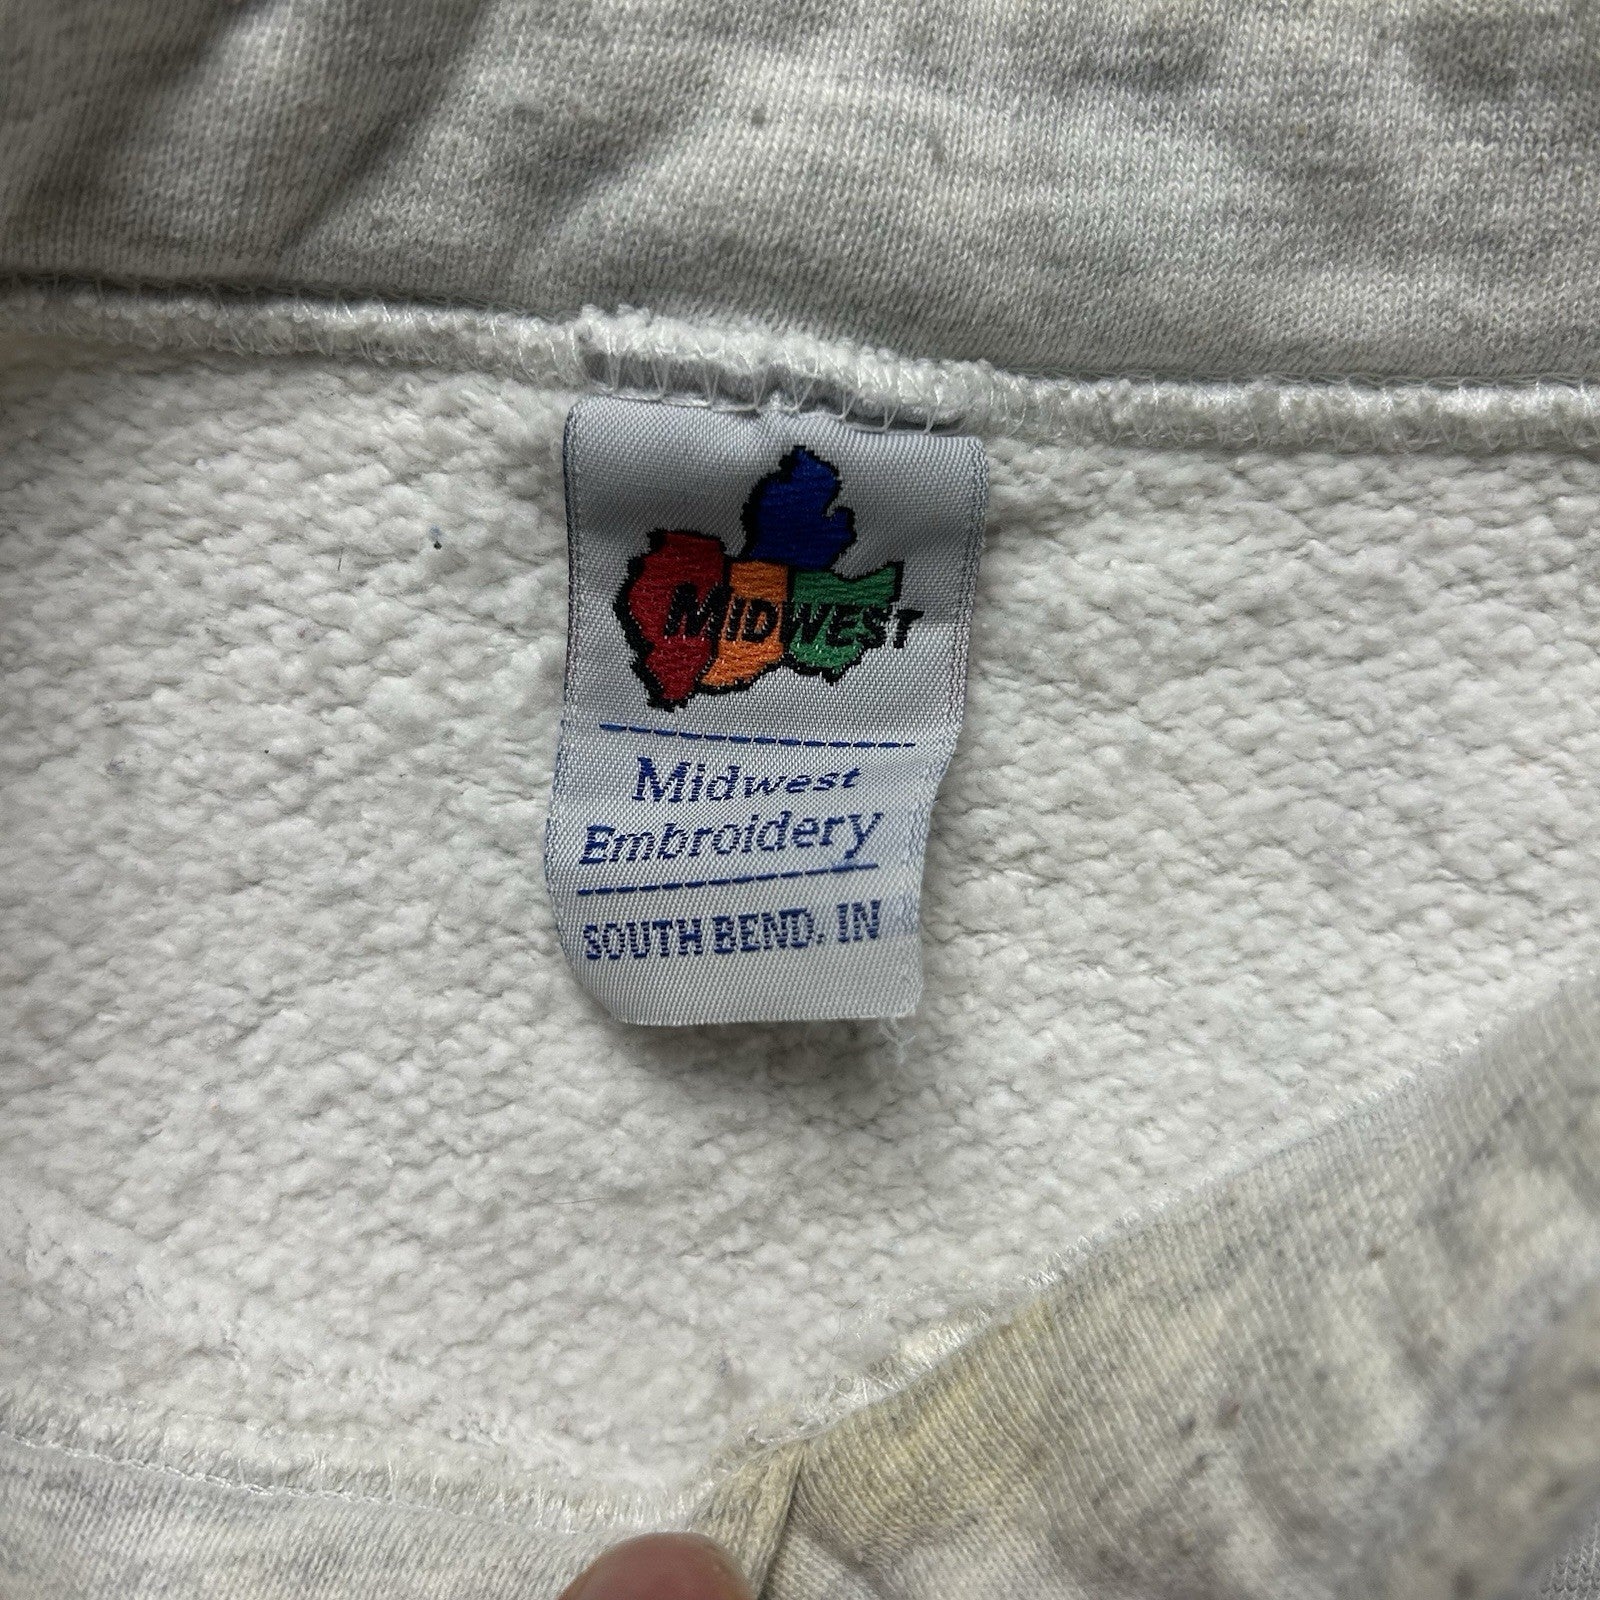 MIDWEST
Midwest
Embroidery
SOUTH BEND, IN